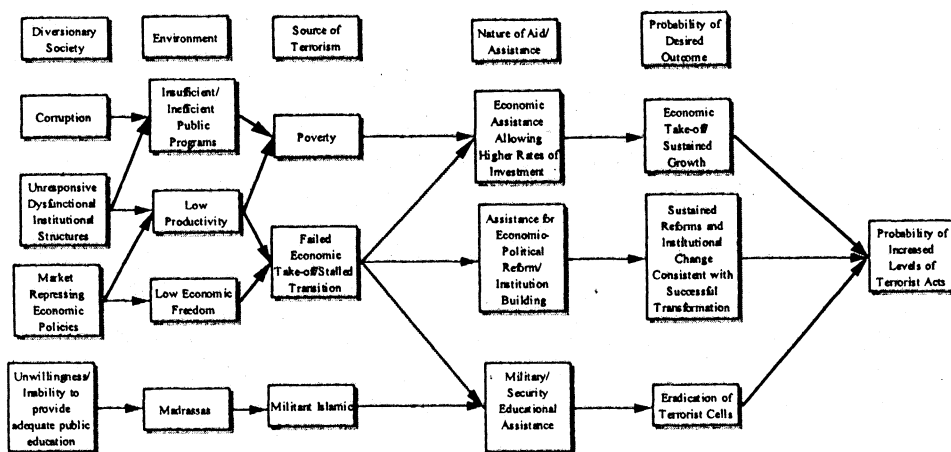 Diversionary
Society
Environment
Source of
Terrorism
Nature of Aid/
Assistance
Probability of
Desired
Outcome
Corruption
Insufficient/
Inefficient
Public
Programs
Poverty
Economic
Assistance
Allowing
Higher Rates of
Investment
Economic
Take-off
Sustained
Growth
Unresponsive
Dysfunctional
Institutional
Structures
Low
Productivity
Failed
Economic
Take-off/Stalled
Transition
Assistance for
Economic-
Political
Reform/
Institution
Building
Sustained
Reforms and
Institutional
Change
Consistent with
Successful
Transformation
Probability of
Increased
Levels of
Terrorist Acts
Market
Repressing
Economic
Policies
Low Economic
Freedom
Unwillingness/
Inability to
provide
adequate public
education
Madrassas
Militant Islamic
Military/
Security
Educational
Assistance
Eradication of
Terrorist Cells